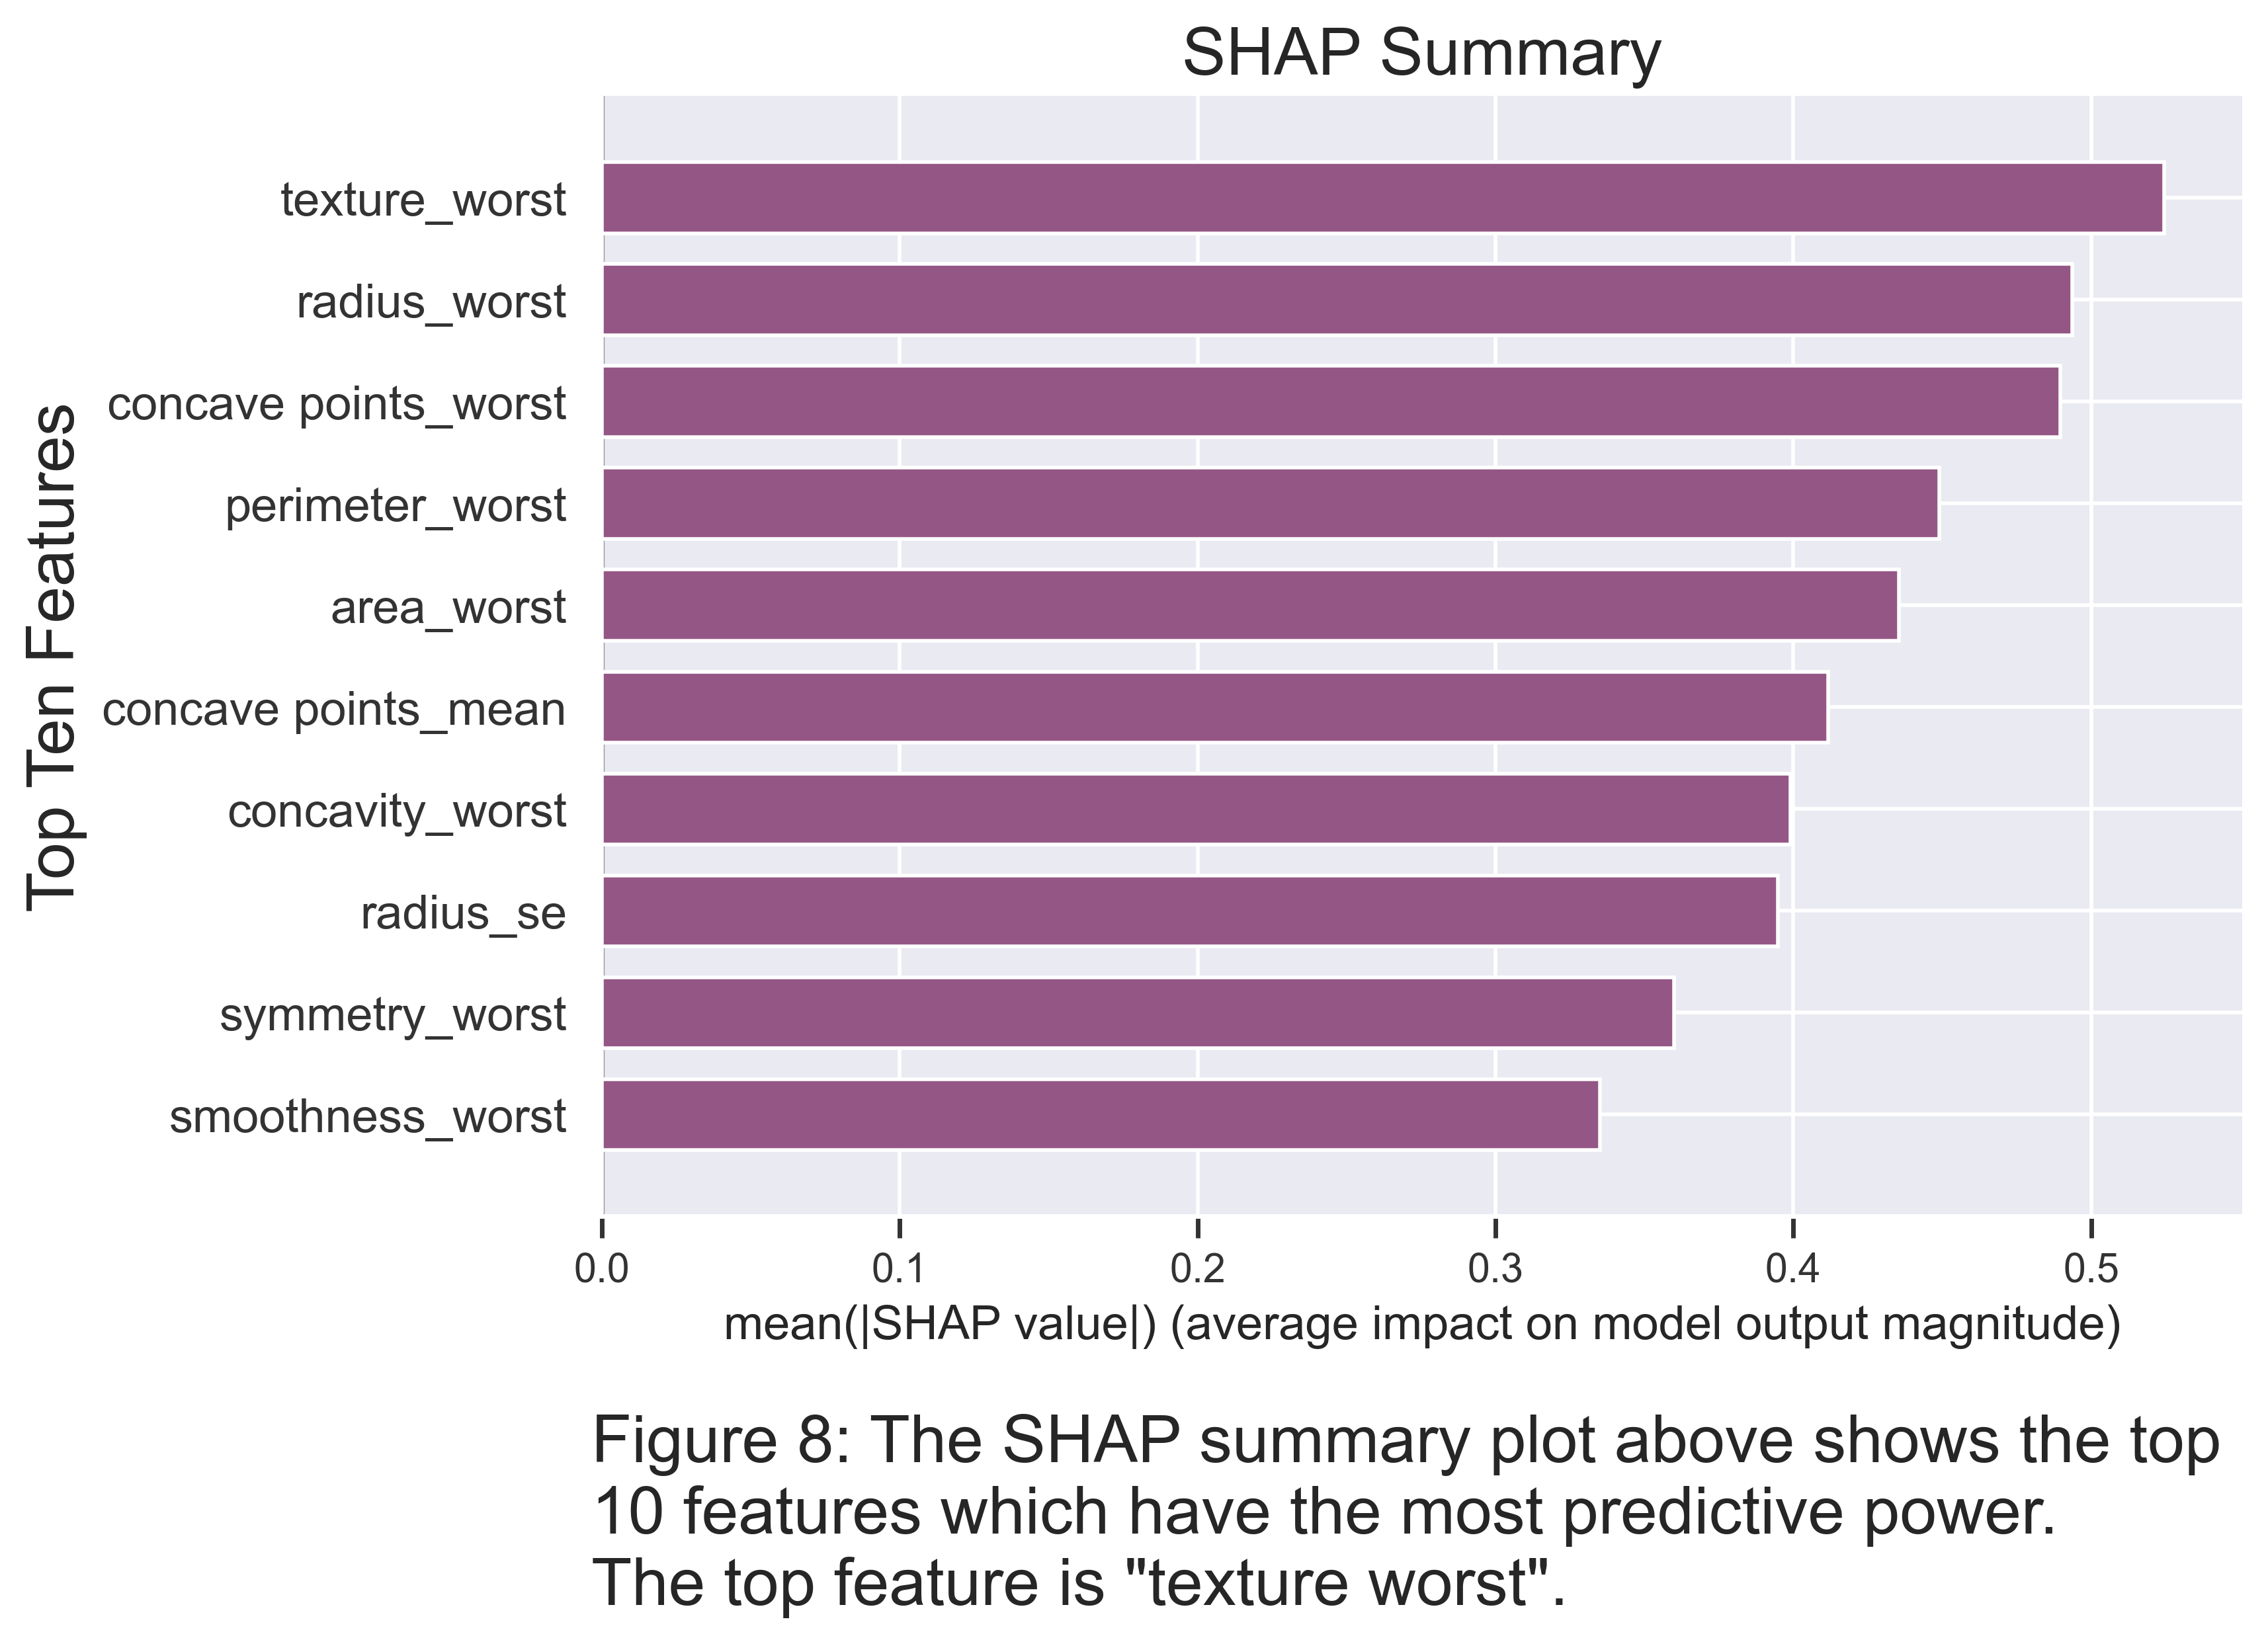 SHAP Summary
Top Ten Features
texture_worst
radius_worst
concave points_worst
perimeter_worst
area_worst
concave points_mean
concavity_worst
radius_se
symmetry_worst
smoothness_worst
0.0 0.1 0.2 0.3 0.4 0.5
mean(|SHAP value|) (average impact on model output magnitude)
Figure 8: The SHAP summary plot above shows the top
10 features which have the most predictive power.
The top feature is "texture worst".